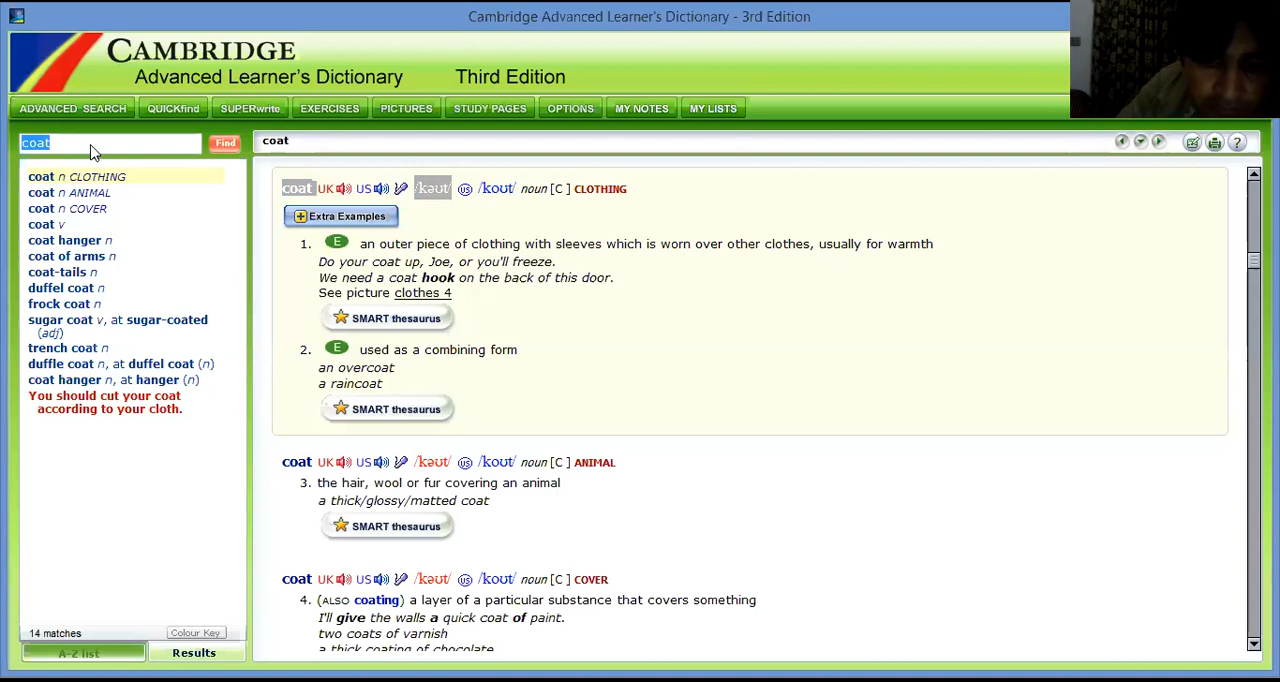 Cambridge Advanced Learner's Dictionary - 3rd Edition
CAMBRIDGE
Advanced Learner's Dictionary Third Edition
ADVANCED SEARCH QUICKfind SUPERwrite EXERCISES PICTURES STUDY PAGES OPTIONS MY NOTES MY LISTS
coat Find
coat n CLOTHING
coat n ANIMAL
coat n COVER
coat v
coat hanger n
coat of arms n
coat-tails n
duffel coat n
frock coat n
sugar coat v, at sugar-coated
(adj)
trench coat n
duffle coat n, at duffel coat (n)
coat hanger n, at hanger (n)
You should cut your coat
according to your cloth.
14 matches Colour Key
A-Z list Results
coat ?
coat UK US /kəʊt/ US /koʊt/ noun [C ] CLOTHING
Extra Examples
1. E an outer piece of clothing with sleeves which is worn over other clothes, usually for warmth
Do your coat up, Joe, or you'll freeze.
We need a coat hook on the back of this door.
See picture clothes 4
SMART thesaurus
2. E used as a combining form
an overcoat
a raincoat
SMART thesaurus
coat UK US /kəʊt/ US /koʊt/ noun [C ] ANIMAL
3. the hair, wool or fur covering an animal
a thick/glossy/matted coat
SMART thesaurus
coat UK US /kəʊt/ US /koʊt/ noun [C ] COVER
4. (ALSO coating) a layer of a particular substance that covers something
I'll give the walls a quick coat of paint.
two coats of varnish
a thick coating of chocolate